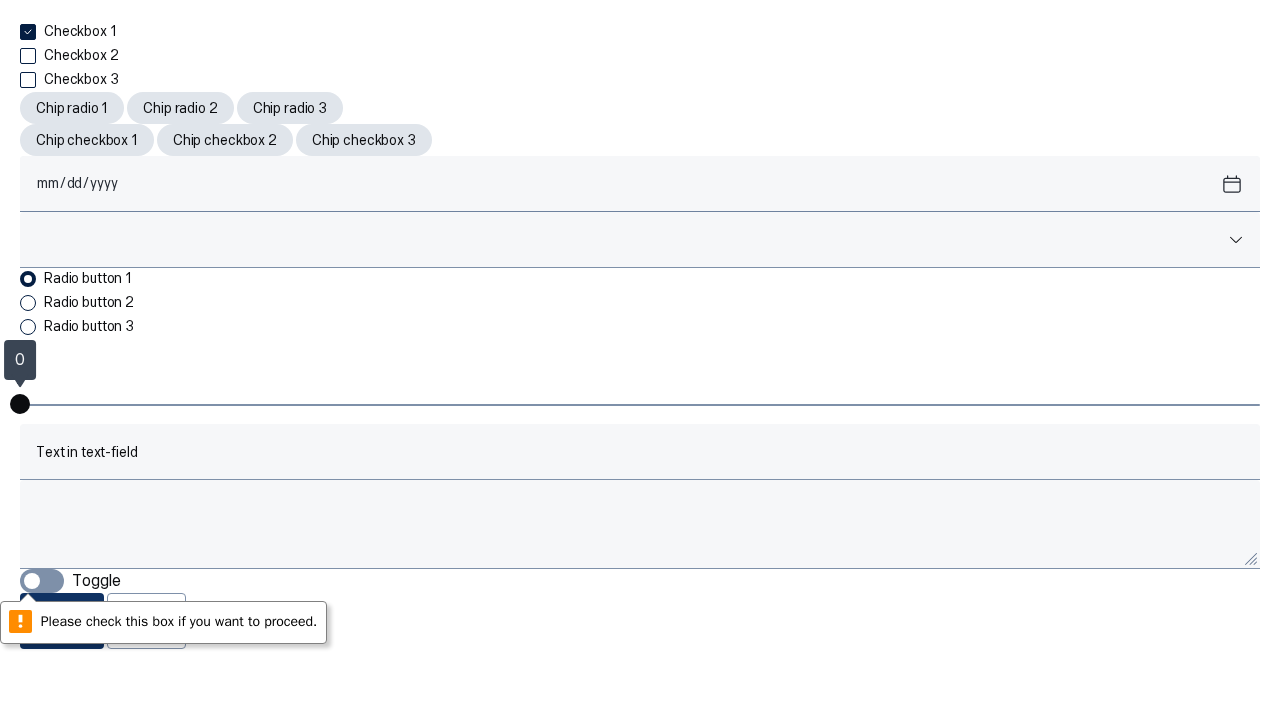 Checkbox 1
Checkbox 2
Checkbox 3
Chip radio 1 Chip radio 2 Chip radio 3
Chip checkbox 1 Chip checkbox 2 Chip checkbox 3
mm/dd/yyyy
Radio button 1
Radio button 2
Radio button 3
0
Text in text-field
Toggle
Please check this box if you want to proceed.